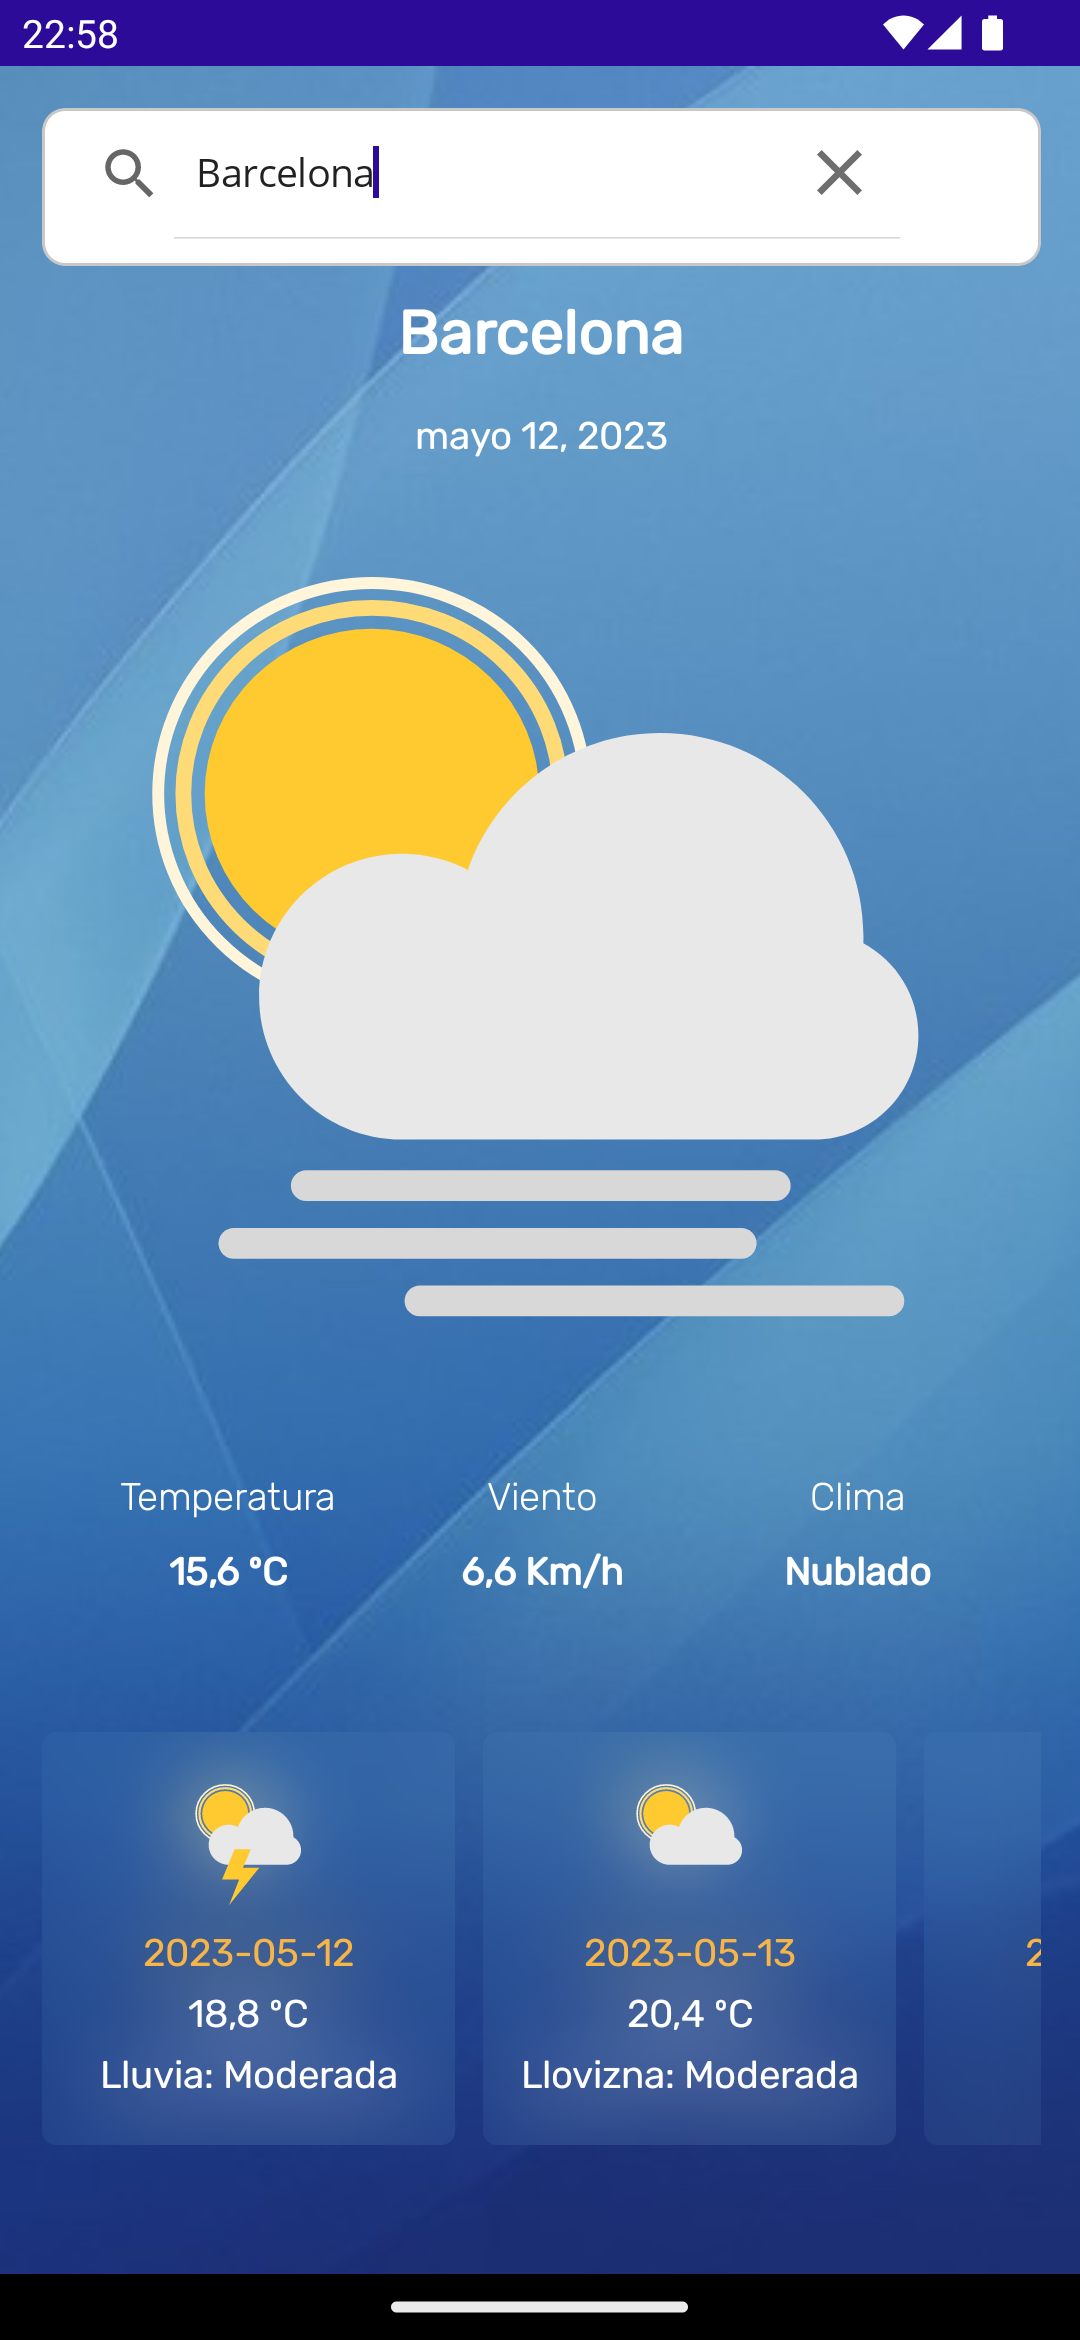 22:58
Barcelona
Barcelona
mayo 12, 2023
Temperatura Viento Clima
15,6 °C 6,6 Km/h Nublado
2023-05-12 2023-05-13 2
18,8 °C 20,4 °C
Lluvia: Moderada Llovizna: Moderada